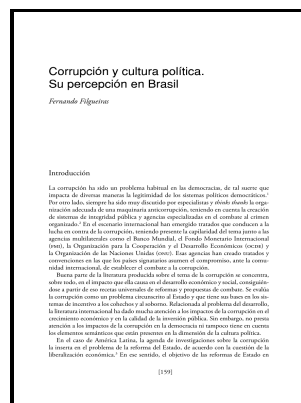 Corrupción y cultura política.
Su percepción en Brasil
Fernando Filgueiras
Introducción
La corrupción ha sido un problema habitual en las democracias, de tal suerte que
impacta de diversas maneras la legitimidad de los sistemas políticos democráticos.¹
Por otro lado, siempre ha sido muy discutido por especialistas y think thanks la orga-
nización adecuada de una maquinaria anticorrupción, teniendo en cuenta la creación
de sistemas de integridad pública y agencias especializadas en el combate al crimen
organizado.² En el escenario internacional han emergido tratados que conducen a la
lucha en contra de la corrupción, teniendo presente la capilaridad del tema junto a las
agencias multilaterales como el Banco Mundial, el Fondo Monetario Internacional
(FMI), la Organización para la Cooperación y el Desarrollo Económicos (OCDE) y
la Organización de las Naciones Unidas (ONU). Esas agencias han creado tratados y
convenciones en las que los países signatarios asumen el compromiso, ante la comu-
nidad internacional, de establecer el combate a la corrupción.
Buena parte de la literatura producida sobre el tema de la corrupción se concentra,
sobre todo, en el impacto que ella causa en el desarrollo económico y social, consiguién-
dose a partir de eso recetas universales de reformas y propuestas de combate. Se evalúa
la corrupción como un problema circunscrito al Estado y que tiene sus bases en los sis-
temas de incentivo a los cohechos y al soborno. Relacionada al problema del desarrollo,
la literatura internacional ha dado mucha atención a los impactos de la corrupción en el
crecimiento económico y en la calidad de la inversión pública. Sin embargo, no presta
atención a los impactos de la corrupción en la democracia ni tampoco tiene en cuenta
los elementos semánticos que están presentes en la dimensión de la cultura política.
En el caso de América Latina, la agenda de investigaciones sobre la corrupción
la inserta en el problema de la reforma del Estado, de acuerdo con la cuestión de la
liberalización económica.³ En ese sentido, el objetivo de las reformas de Estado en
[159]